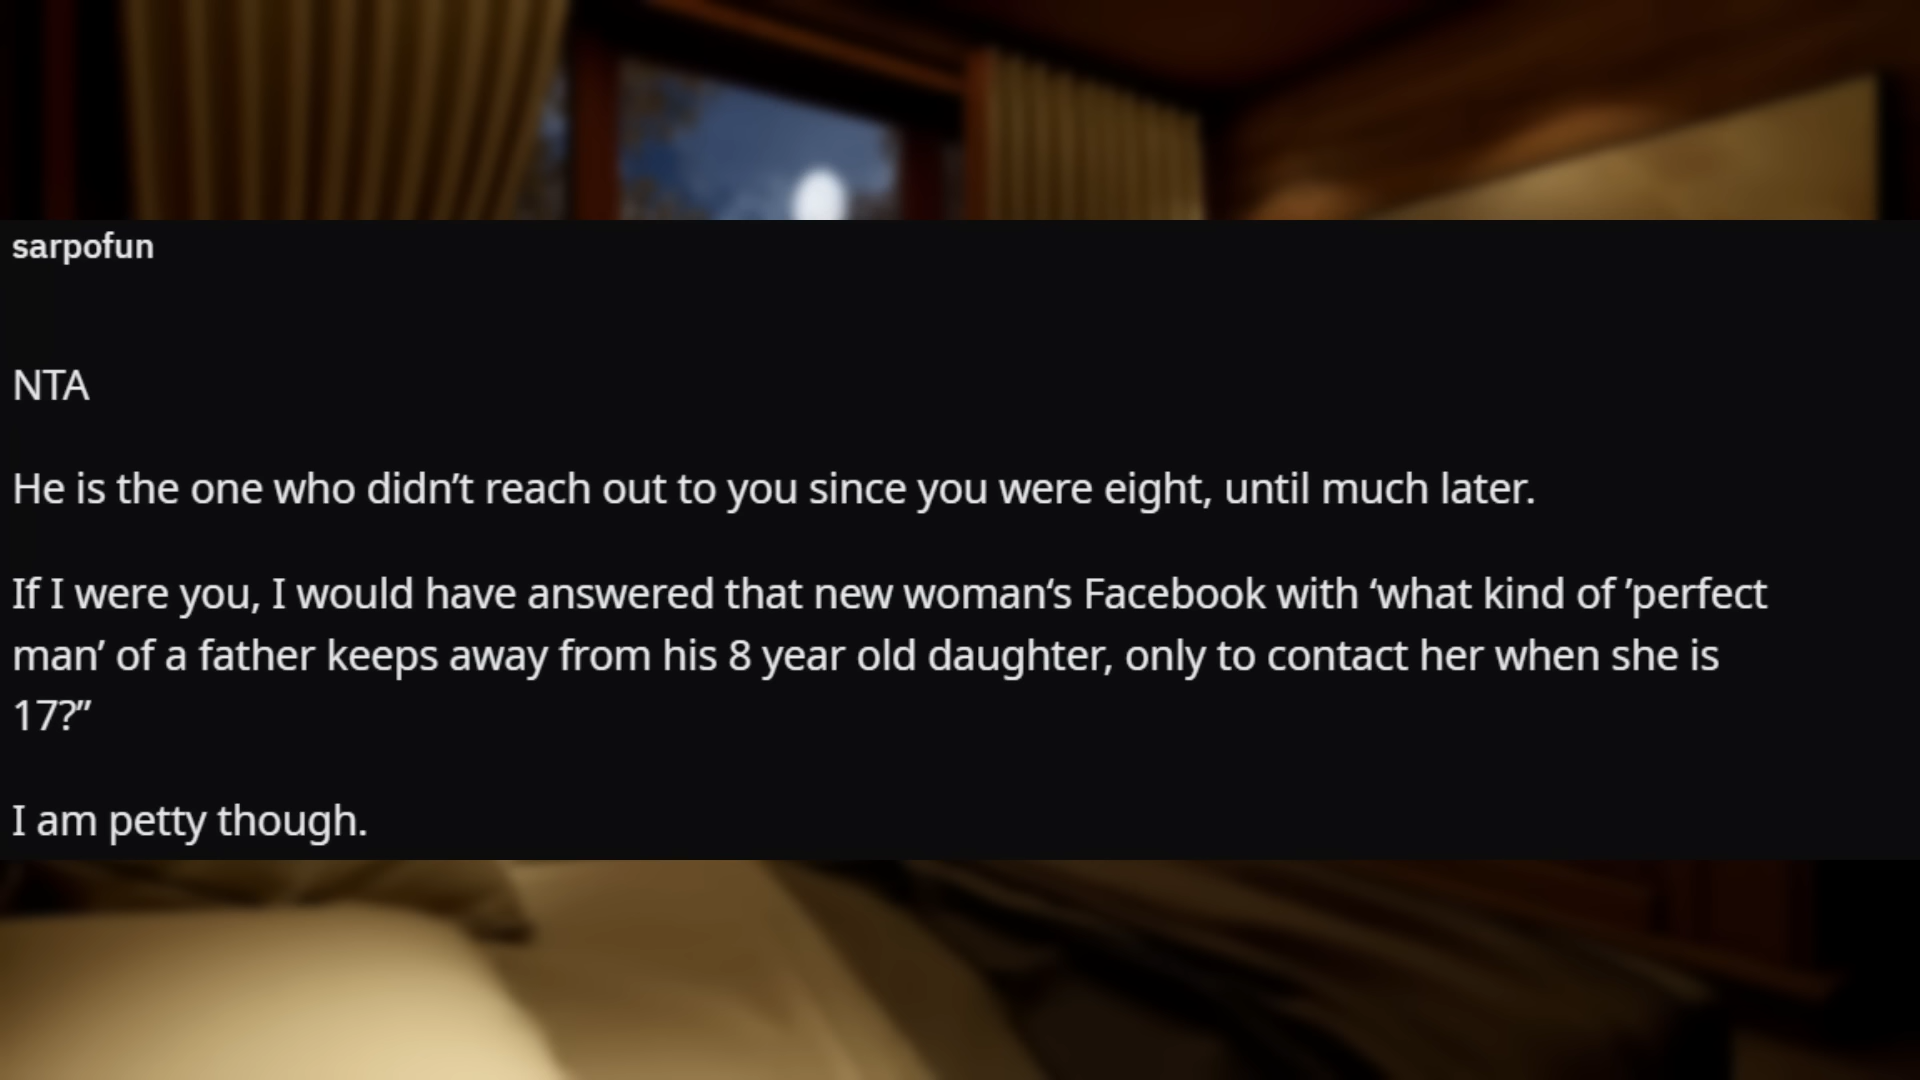 sarpofun
NTA
He is the one who didn’t reach out to you since you were eight, until much later.
If I were you, I would have answered that new woman‘s Facebook with ‘what kind of ’perfect
man’ of a father keeps away from his 8 year old daughter, only to contact her when she is
17?”
I am petty though.